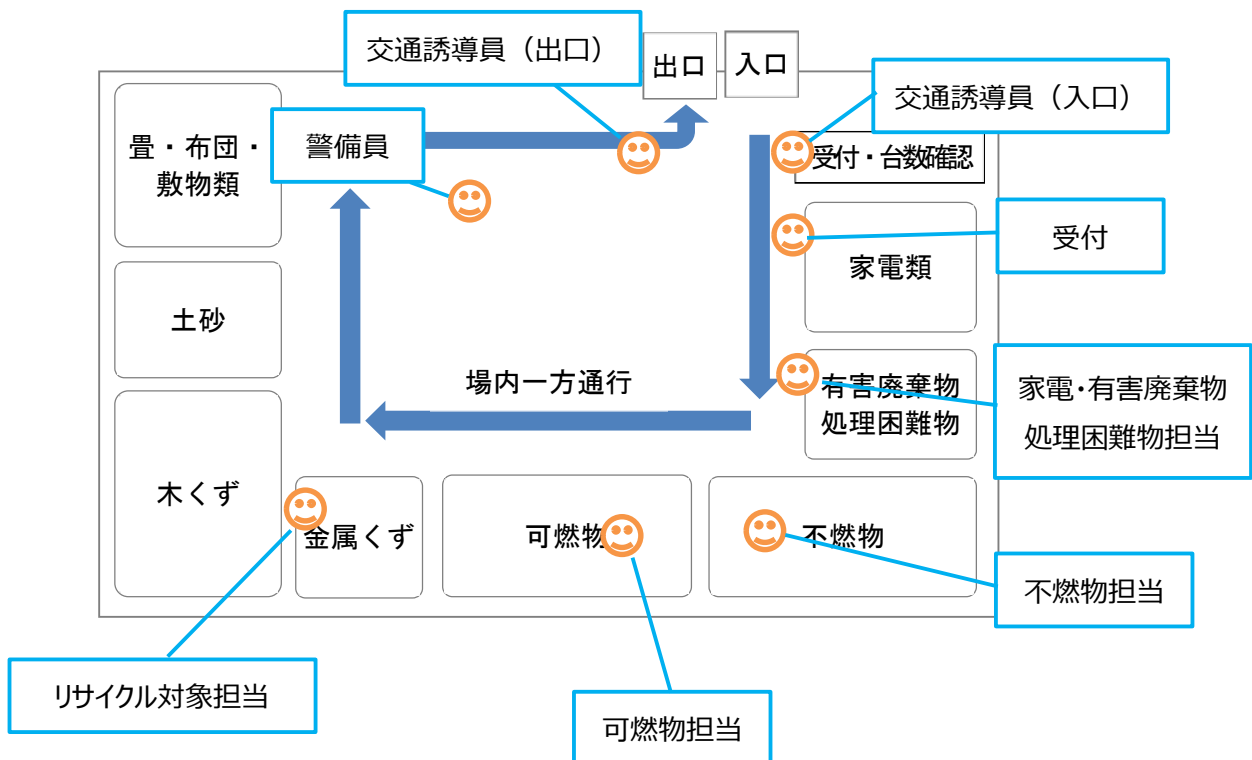 交通誘導員（出口）
出口
入口
交通誘導員（入口）
畳・布団・
敷物類
警備員
受付・台数確認
受付
家電類
土砂
場内一方通行
有害廃棄物
処理困難物
家電・有害廃棄物
処理困難物担当
木くず
金属くず
可燃物
不燃物
不燃物担当
リサイクル対象担当
可燃物担当